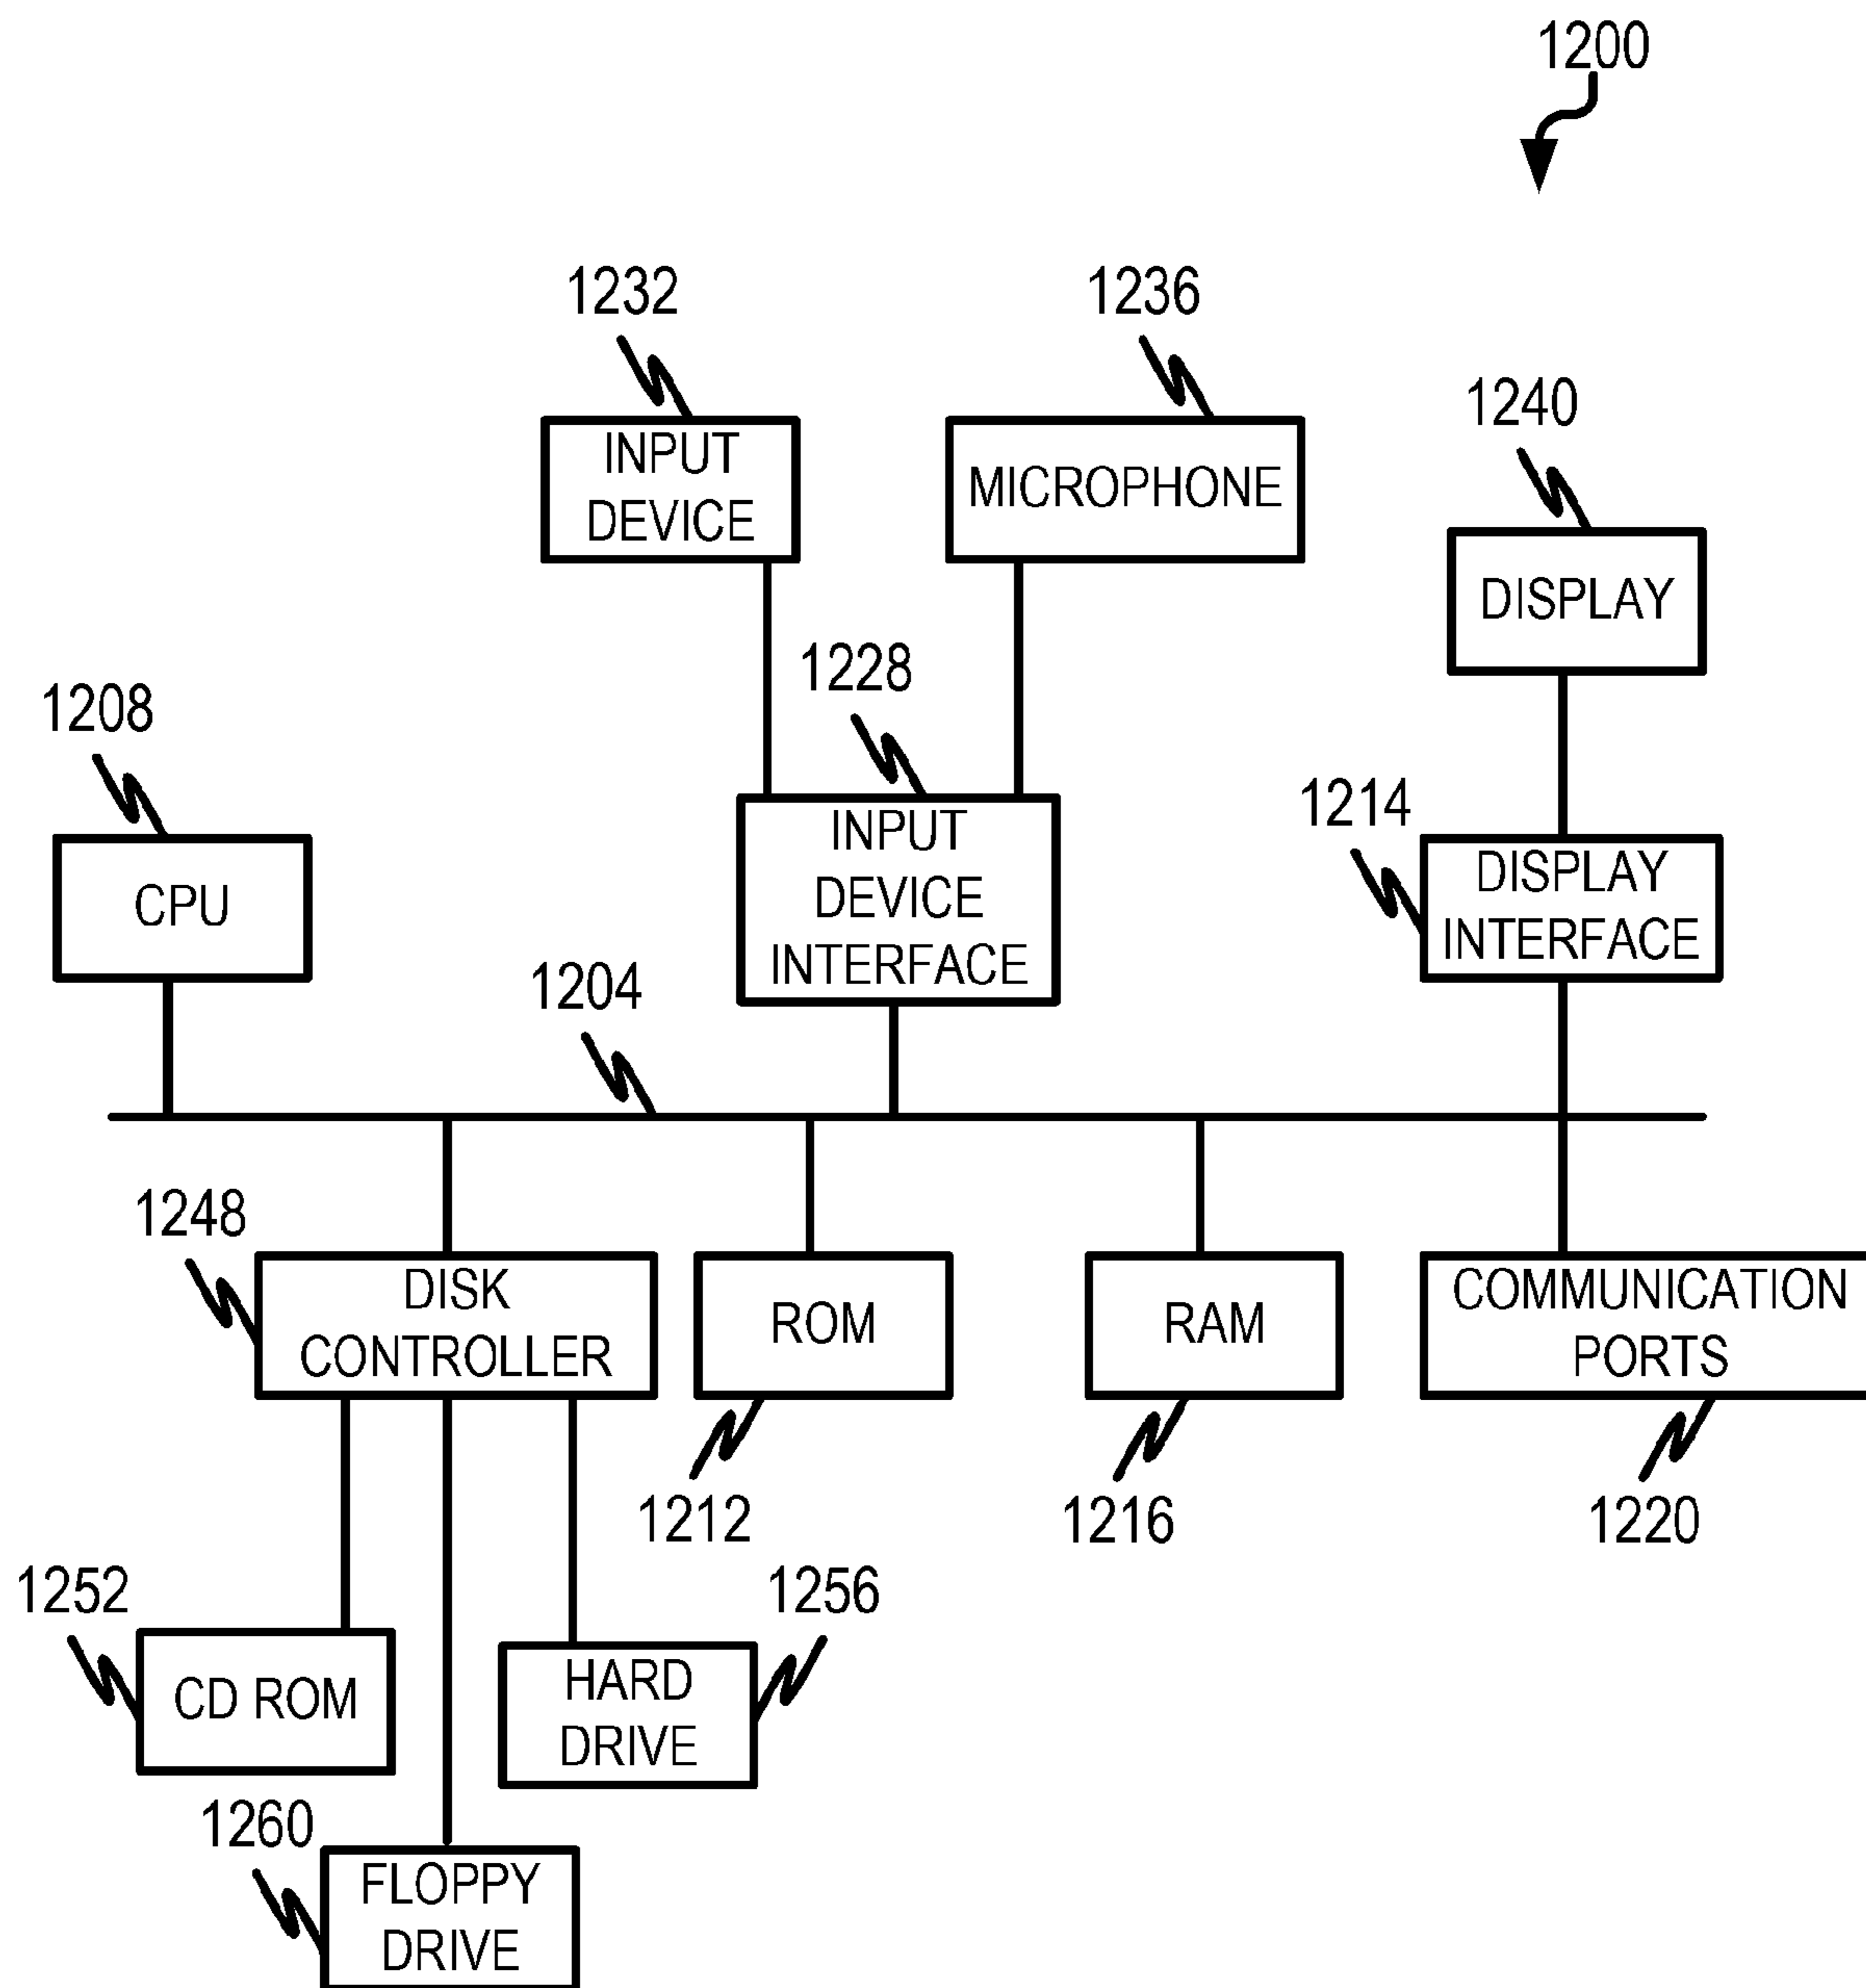 1200
1232
1236
INPUT
DEVICE
MICROPHONE
1240
DISPLAY
1208
1228
1214
CPU
INPUT
DEVICE
INTERFACE
DISPLAY
INTERFACE
1204
1248
DISK
CONTROLLER
ROM
RAM
COMMUNICATION
PORTS
1212
1216
1220
1252
1256
CD ROM
HARD
DRIVE
1260
FLOPPY
DRIVE